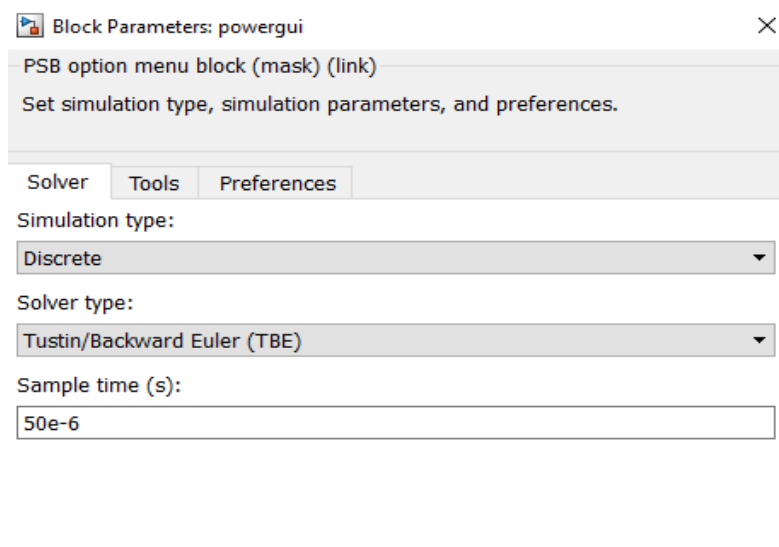 Block Parameters: powergui
PSB option menu block (mask) (link)
Set simulation type, simulation parameters, and preferences.
Solver Tools Preferences
Simulation type:
Discrete
Solver type:
Tustin/Backward Euler (TBE)
Sample time (s):
50e-6